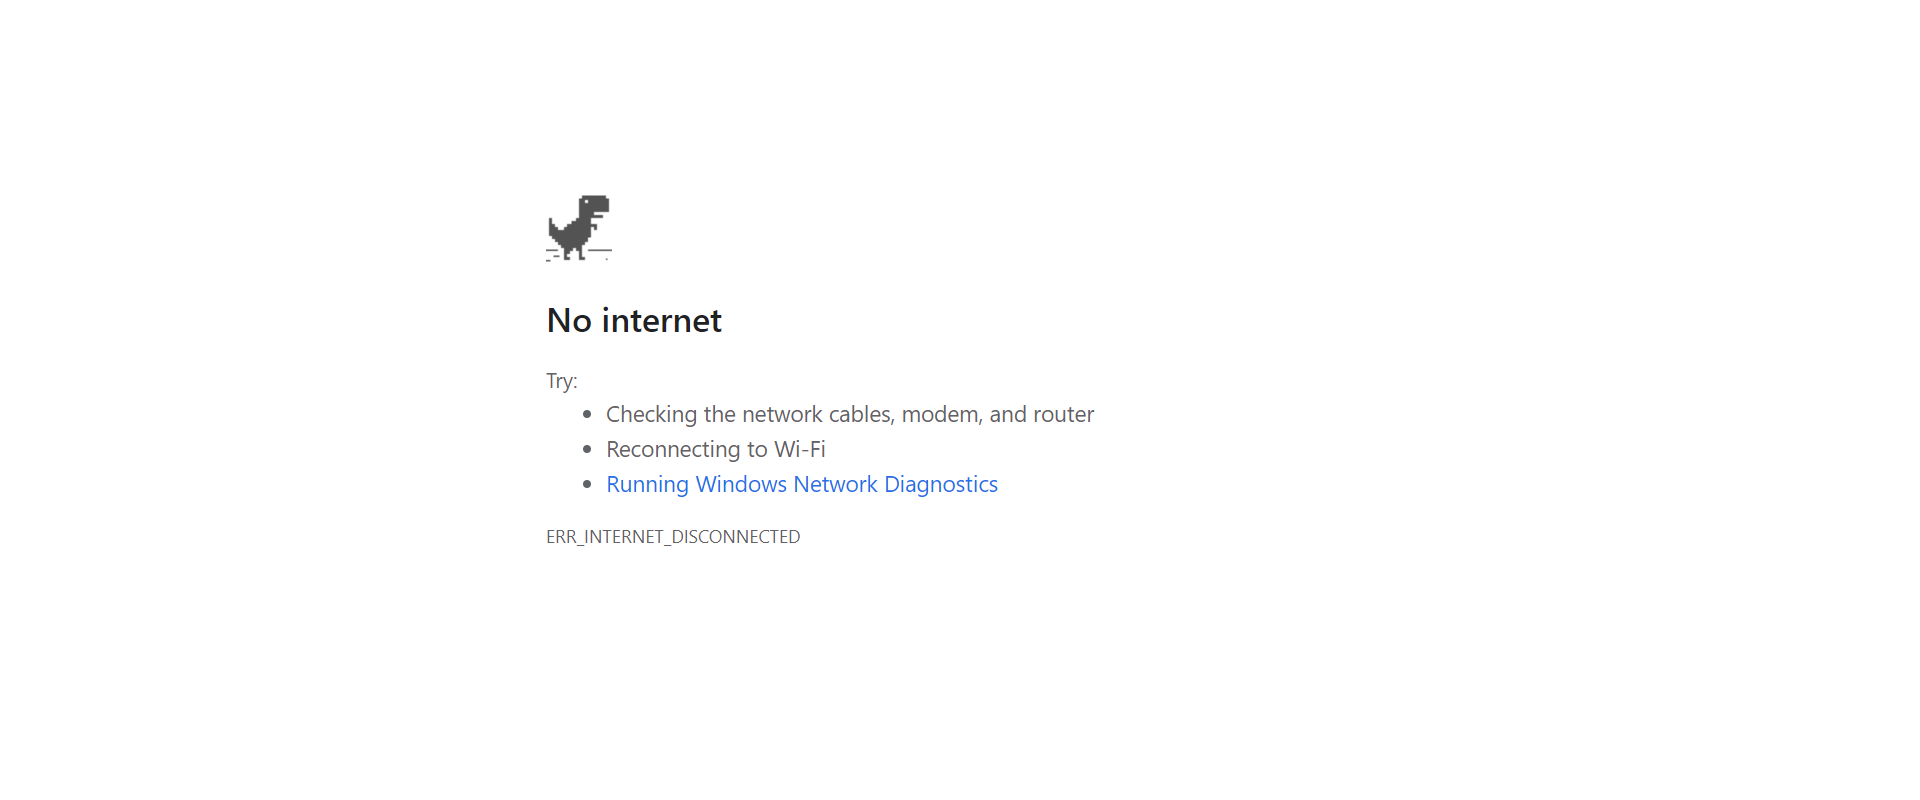 No internet
Try:
Checking the network cables, modem, and router
Reconnecting to Wi-Fi
Running Windows Network Diagnostics
ERR_INTERNET_DISCONNECTED